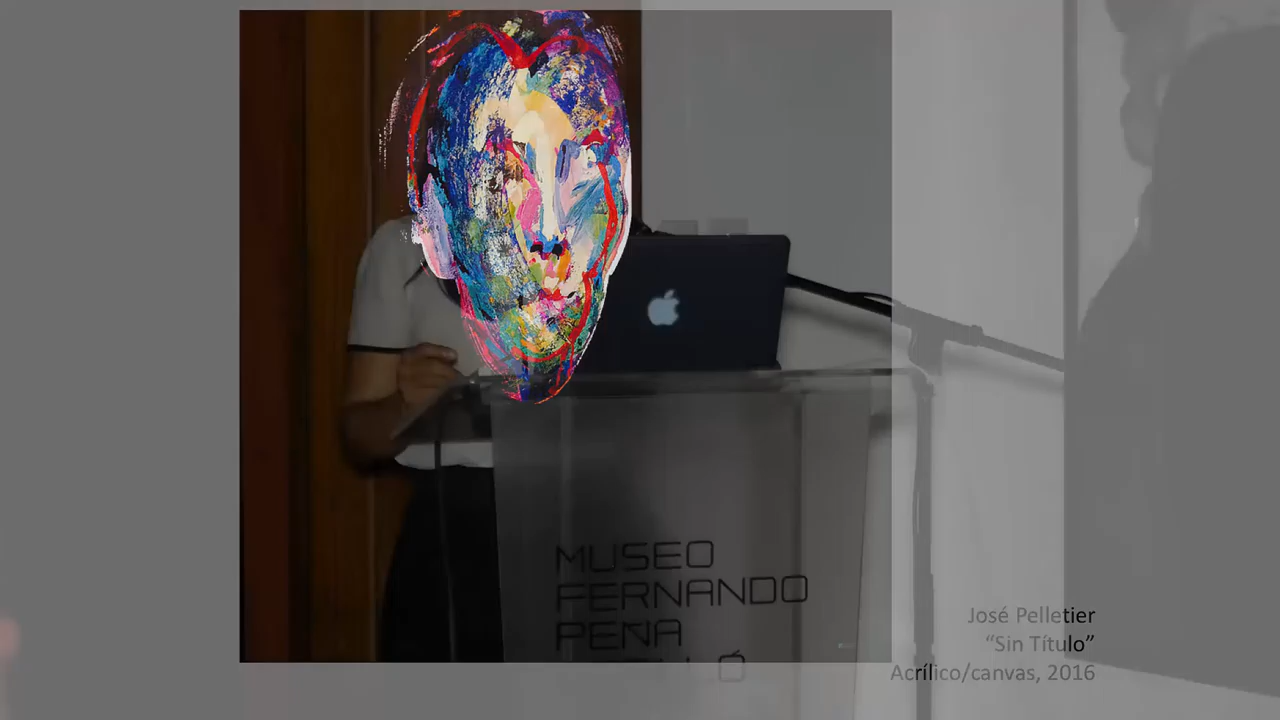 MUSEO
FERNANDO
PEÑA
José Pelletier
“Sin Título”
Acrílico/canvas, 2016